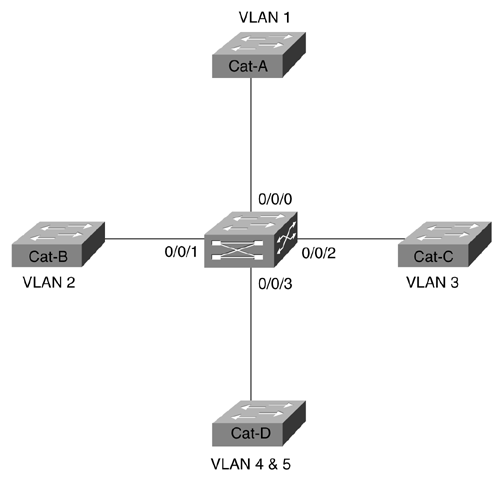 VLAN 1
Cat-A
0/0/0
Cat-B
0/0/1
0/0/2
Cat-C
VLAN 2
0/0/3
VLAN 3
Cat-D
VLAN 4 & 5